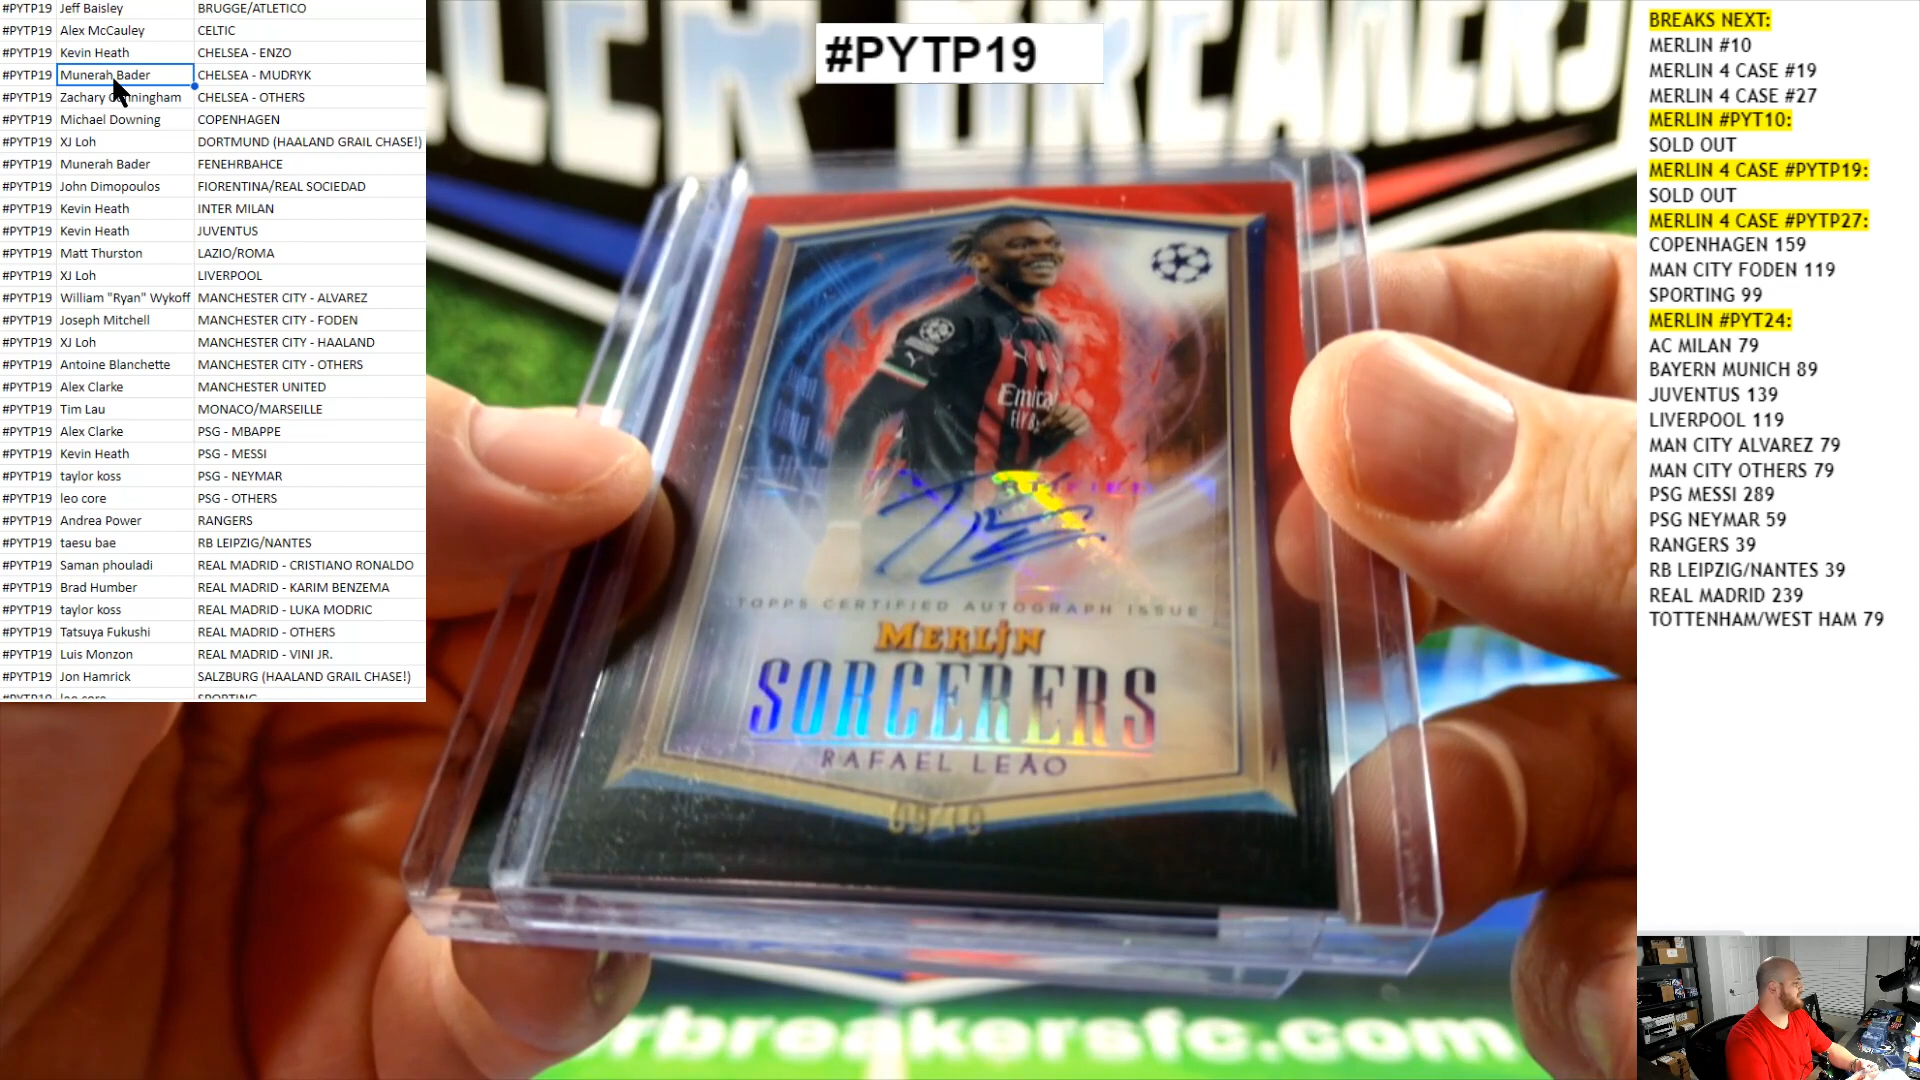 #PYTP19 Jeff Baisley BRUGGE/ATLETICO
#PYTP19 Alex McCauley CELTIC
#PYTP19 Kevin Heath CHELSEA - ENZO
#PYTP19 Munerah Bader CHELSEA - MUDRYK
#PYTP19 Zachary CHELSEA - OTHERS
#PYTP19 Michael Downing COPENHAGEN
#PYTP19 XJ Loh DORTMUND (HAALAND GRAIL CHASE!)
#PYTP19 Munerah Bader FENEHRBAHCE
#PYTP19 John Dimopoulos FIORENTINA/REAL SOCIEDAD
#PYTP19 Kevin Heath INTER MILAN
#PYTP19 Kevin Heath JUVENTUS
#PYTP19 Matt Thurston LAZIO/ROMA
#PYTP19 XJ Loh LIVERPOOL
#PYTP19 William "Ryan" Wykoff MANCHESTER CITY - ALVAREZ
#PYTP19 Joseph Mitchell MANCHESTER CITY - FODEN
#PYTP19 XJ Loh MANCHESTER CITY - HAALAND
#PYTP19 Antoine Blanchette MANCHESTER CITY - OTHERS
#PYTP19 Alex Clarke MANCHESTER UNITED
#PYTP19 Tim Lau MONACO/MARSEILLE
#PYTP19 Alex Clarke PSG - MBAPPE
#PYTP19 Kevin Heath PSG - MESSI
#PYTP19 taylor koss PSG - NEYMAR
#PYTP19 leo core PSG - OTHERS
#PYTP19 Andrea Power RANGERS
#PYTP19 taesu bae RB LEIPZIG/NANTES
#PYTP19 Saman phouladi REAL MADRID - CRISTIANO RONALDO
#PYTP19 Brad Humber REAL MADRID - KARIM BENZEMA
#PYTP19 taylor koss REAL MADRID - LUKA MODRIC
#PYTP19 Tatsuya Fukushi REAL MADRID - OTHERS
#PYTP19 Luis Monzon REAL MADRID - VINI JR.
#PYTP19 Jon Hamrick SALZBURG (HAALAND GRAIL CHASE!)
#PYTP19 leo core SPORTING
#PYTP19
BREAKERS
Emirates
FLY
CERTIFIED
TOPPS CERTIFIED AUTOGRAPH ISSUE
MERLIN
SORCERERS
RAFAEL LEÃO
09/10
rbreakersfc.com
BREAKS NEXT:
MERLIN #10
MERLIN 4 CASE #19
MERLIN 4 CASE #27
MERLIN #PYT10:
SOLD OUT
MERLIN 4 CASE #PYTP19:
SOLD OUT
MERLIN 4 CASE #PYTP27:
COPENHAGEN 159
MAN CITY FODEN 119
SPORTING 99
MERLIN #PYT24:
AC MILAN 79
BAYERN MUNICH 89
JUVENTUS 139
LIVERPOOL 119
MAN CITY ALVAREZ 79
MAN CITY OTHERS 79
PSG MESSI 289
PSG NEYMAR 59
RANGERS 39
RB LEIPZIG/NANTES 39
REAL MADRID 239
TOTTENHAM/WEST HAM 79